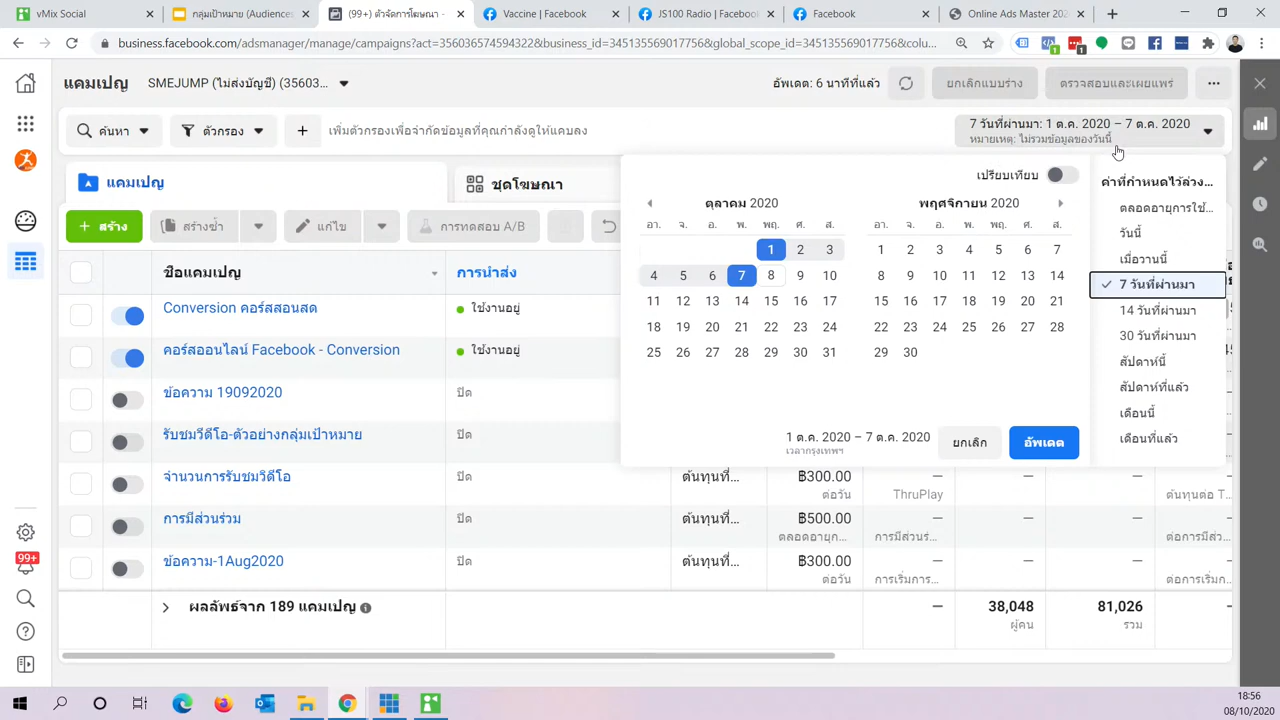 vMix Social
กลุ่มเป้าหมาย (Audiences
(99+) ตัวจัดการโฆษณา -
Vaccine | Facebook
JS100 Radio | Facebook
Facebook
Online Ads Master 202
business.facebook.com/adsmanager/manage/campaigns?act=356036574594322&business_id=345135569017756&global_scope_id=345135569017756&colu...
แคมเปญ
SMEJUMP (ไม่ส่งบัญชี) (35603...
อัพเดต: 6 นาทีที่แล้ว
ยกเลิกแบบร่าง
ตรวจสอบและเผยแพร่
ค้นหา
ตัวกรอง
เพิ่มตัวกรองเพื่อจำกัดข้อมูลที่คุณกำลังดูให้แคบลง
7 วันที่ผ่านมา: 1 ต.ค. 2020 – 7 ต.ค. 2020
หมายเหตุ: ไม่รวมข้อมูลของวันนี้
แคมเปญ
ชุดโฆษณา
เปรียบเทียบ
ค่าที่กำหนดไว้ล่วง...
+ สร้าง
สร้างซ้ำ
แก้ไข
การทดสอบ A/B
ตุลาคม 2020
พฤศจิกายน 2020
อา. จ. อ. พ. พฤ. ศ. ส.
อา. จ. อ. พ. พฤ. ศ. ส.
1 2 3
1 2 3 4 5 6 7
4 5 6 7 8 9 10
8 9 10 11 12 13 14
11 12 13 14 15 16 17
15 16 17 18 19 20 21
18 19 20 21 22 23 24
22 23 24 25 26 27 28
25 26 27 28 29 30 31
29 30
ตลอดอายุการใช้...
วันนี้
เมื่อวานนี้
7 วันที่ผ่านมา
14 วันที่ผ่านมา
30 วันที่ผ่านมา
สัปดาห์นี้
สัปดาห์ที่แล้ว
เดือนนี้
เดือนที่แล้ว
1 ต.ค. 2020 – 7 ต.ค. 2020
เวลากรุงเทพฯ
ยกเลิก
อัพเดต
ชื่อแคมเปญ
การนำส่ง
Conversion คอร์สสอนสด
ใช้งานอยู่
คอร์สออนไลน์ Facebook - Conversion
ใช้งานอยู่
ข้อความ 19092020
ปิด
รับชมวีดีโอ-ตัวอย่างกลุ่มเป้าหมาย
ปิด
จำนวนการรับชมวิดีโอ
ปิด
ต้นทุนที่...
฿300.00
ต่อวัน
ThruPlay
—
—
ต้นทุนต่อ T...
การมีส่วนร่วม
ปิด
ต้นทุนที่...
฿500.00
ตลอดอายุก...
—
การมีส่วนร่...
—
—
ต่อการมีส่ว...
ข้อความ-1Aug2020
ปิด
ต้นทุนที่...
฿300.00
ต่อวัน
—
การเริ่มการ...
—
—
ต่อการเริ่มก...
ผลลัพธ์จาก 189 แคมเปญ
—
38,048
ผู้คน
81,026
รวม
99+
18:56
08/10/2020